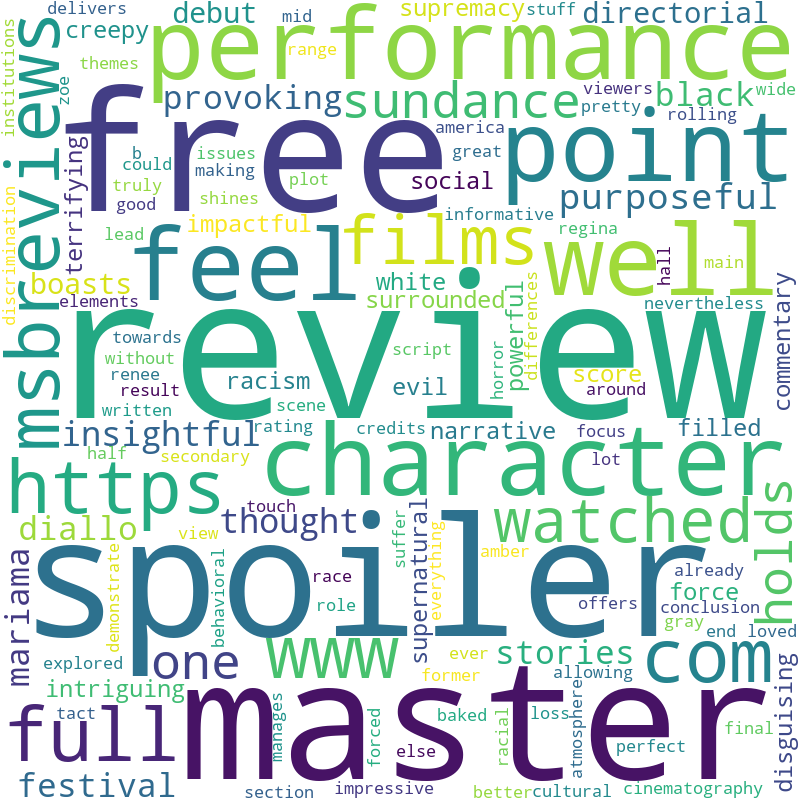 delivers
mid
supremacy
stuff
debut
directorial
creepy
performance
institutions
msbreviews
themes
range
zoe
provoking
sundance
viewers
black
wide
pretty
rolling
free
america
point
b
issues
great
could
making
terrifying
truly
shines
plot
social
purposeful
good
discrimination
impactful
films
informative
lead
feel
regina
well
hall
main
boasts
white
surrounded
elements
powerful
differences
nevertheless
commentary
review
towards
without
script
horror
renee
racism
evil
score
result
around
written
scene
insightful
rating
credits
narrative
focus
filled
half
secondary
character
lot
https
touch
thought
watched
holds
diallo
view
supernatural
suffer
everything
amber
spoiler
mariama
demonstrate
behavioral
race
already
role
offers
force
conclusion
gray
end loved
one
www
ever
stories
com
explored
former
allowing
intriguing
full
master
tact
manages
forced
baked
loss
atmosphere
final
disguising
else
racial
perfect
festival
section
impressive
better
cultural
cinematography